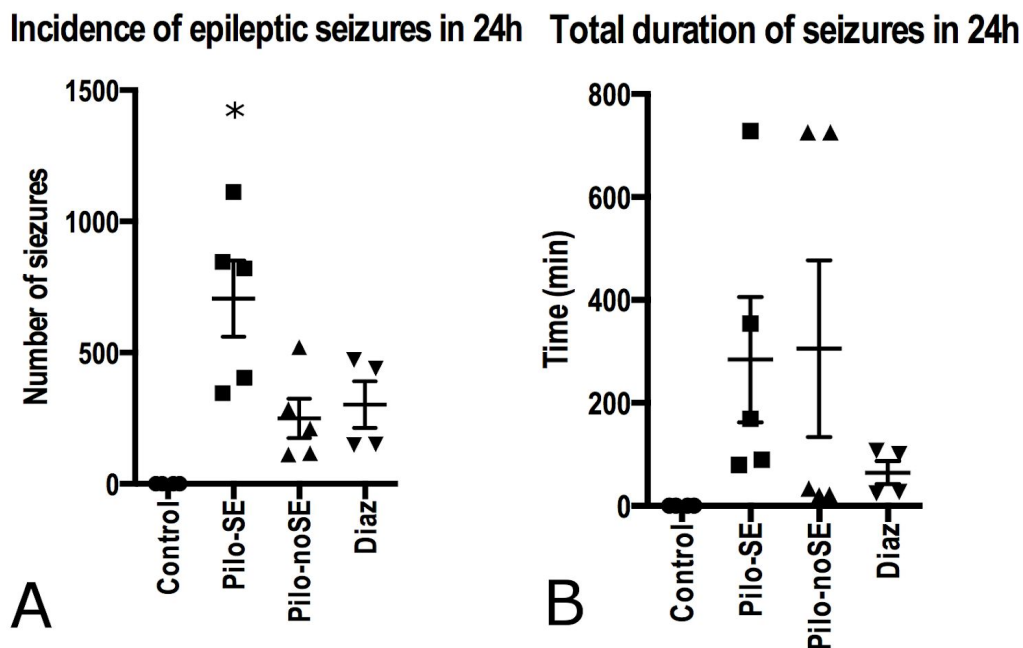 Incidence of epileptic seizures in 24h
Number of siezures
1500
1000
500
0
*
Control
Pilo-SE
Pilo-noSE
Diaz
A
Total duration of seizures in 24h
Time (min)
800
600
400
200
0
Control
Pilo-SE
Pilo-noSE
Diaz
B